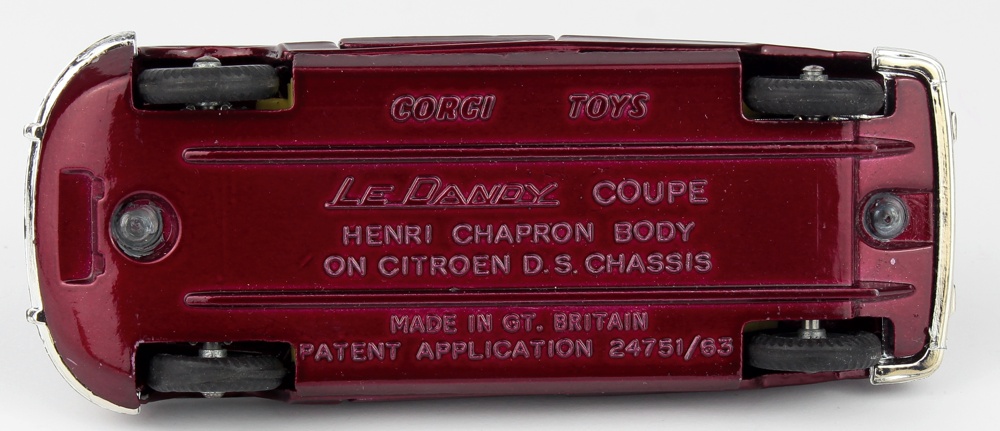 CORGI TOYS
LE DANDY COUPE
HENRI CHAPRON BODY
ON CITROEN D.S. CHASSIS
MADE IN GT. BRITAIN
PATENT APPLICATION 24751/63